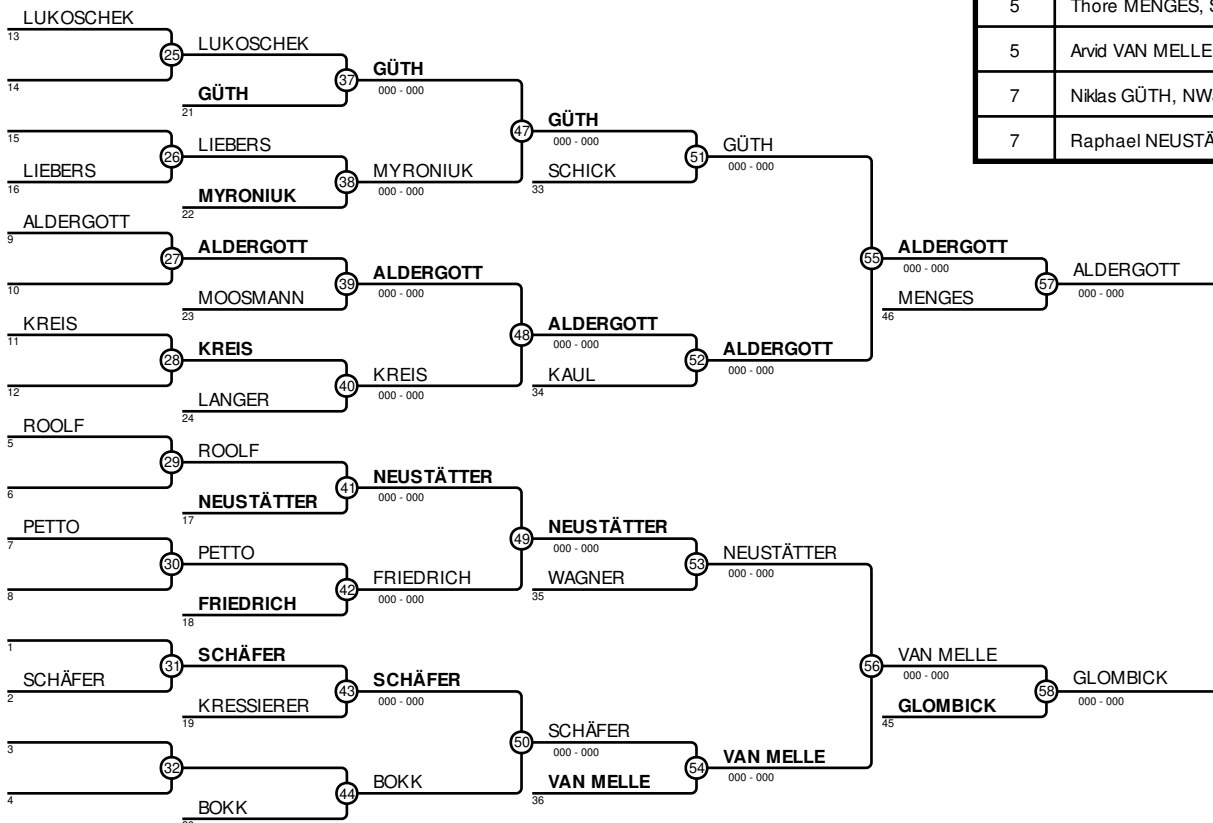 LUKOSCHEK
13
25
LUKOSCHEK
14
37
GÜTH
000 - 000
GÜTH
21
15
26
LIEBERS
LIEBERS
16
38
MYRONIUK
000 - 000
MYRONIUK
22
47
GÜTH
000 - 000
SCHICK
33
51
GÜTH
000 - 000
ALDERGOTT
9
27
ALDERGOTT
10
39
ALDERGOTT
000 - 000
MOOSMANN
23
KREIS
11
28
KREIS
12
40
KREIS
000 - 000
LANGER
24
48
ALDERGOTT
000 - 000
KAUL
34
52
ALDERGOTT
000 - 000
55
ALDERGOTT
000 - 000
MENGES
46
57
ALDERGOTT
000 - 000
ROOLF
5
29
ROOLF
6
41
NEUSTÄTTER
000 - 000
NEUSTÄTTER
17
PETTO
7
30
PETTO
8
42
FRIEDRICH
000 - 000
FRIEDRICH
18
49
NEUSTÄTTER
000 - 000
WAGNER
35
53
NEUSTÄTTER
000 - 000
1
31
SCHÄFER
SCHÄFER
2
43
SCHÄFER
000 - 000
KRESSIERER
19
3
32
4
44
BOKK
BOKK
50
SCHÄFER
000 - 000
VAN MELLE
36
54
VAN MELLE
000 - 000
56
VAN MELLE
000 - 000
GLOMBICK
45
58
GLOMBICK
000 - 000
5 Thore MENGES,
5 Arvid VAN MELLE
7 Niklas GÜTH,
7 Raphael